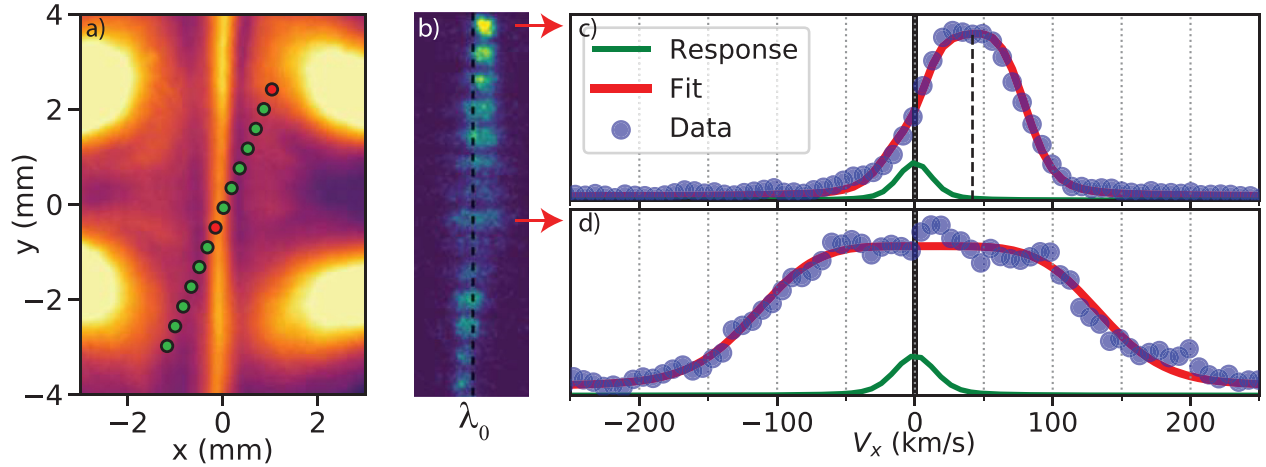 a)
y (mm)
4
2
0
−2
−4
−2 0 2
x (mm)
b)
λ0
c)
Response
Fit
Data
d)
−200 −100 0 100 200
Vx (km/s)